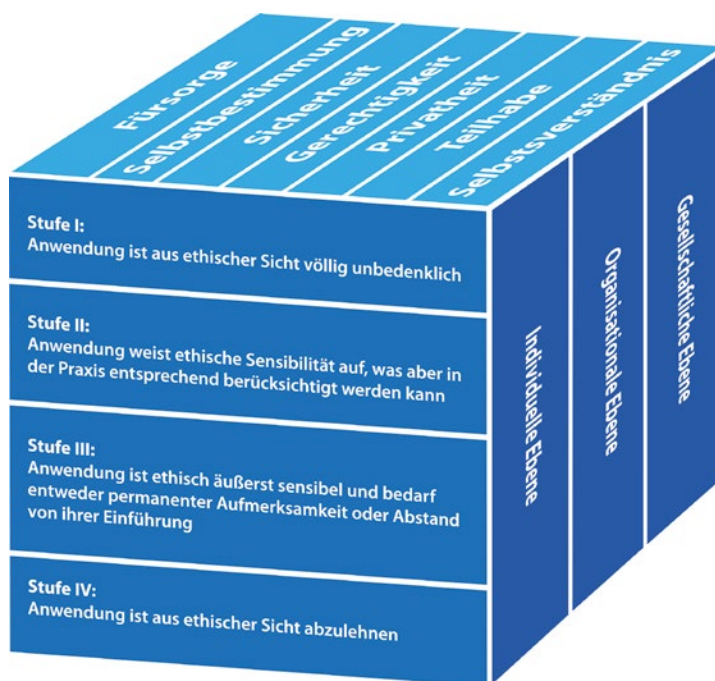 Fürsorge
Selbstbestimmung
Sicherheit
Gerechtigkeit
Privatheit
Teilhabe
Selbstsverständnis
Stufe I:
Anwendung ist aus ethischer Sicht völlig unbedenklich
Stufe II:
Anwendung weist ethische Sensibilität auf, was aber in
der Praxis entsprechend berücksichtigt werden kann
Stufe III:
Anwendung ist ethisch äußerst sensibel und bedarf
entweder permanenter Aufmerksamkeit oder Abstand
von ihrer Einführung
Stufe IV:
Anwendung ist aus ethischer Sicht abzulehnen
Individuelle Ebene
Organisationale Ebene
Gesellschaftliche Ebene